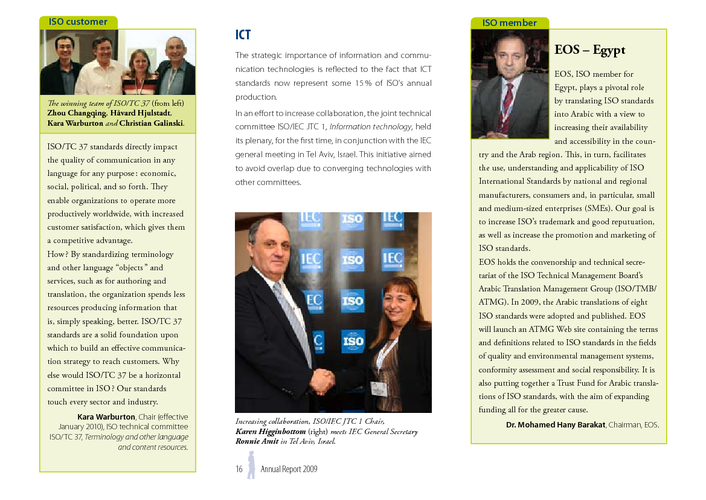 ISO customer
The winning team of ISO/TC 37 (from left)
Zhou Changqing, Håvard Hjulstadt,
Kara Warburton and Christian Galinski.
ISO/TC 37 standards directly impact
the quality of communication in any
language for any purpose: economic,
social, political, and so forth. They
enable organizations to operate more
productively worldwide, with increased
customer satisfaction, which gives them
a competitive advantage.
How? By standardizing terminology
and other language “objects” and
services, such as for authoring and
translation, the organization spends less
resources producing information that
is, simply speaking, better. ISO/TC 37
standards are a solid foundation upon
which to build an effective communica-
tion strategy to reach customers. Why
else would ISO/TC 37 be a horizontal
committee in ISO? Our standards
touch every sector and industry.
Kara Warburton, Chair (effective
January 2010), ISO technical committee
ISO/TC 37, Terminology and other language
and content resources.
ICT
The strategic importance of information and commu-
nication technologies is reflected to the fact that ICT
standards now represent some 15 % of ISO's annual
production.
In an effort to increase collaboration, the joint technical
committee ISO/IEC JTC 1, Information technology, held
its plenary, for the first time, in conjunction with the IEC
general meeting in Tel Aviv, Israel. This initiative aimed
to avoid overlap due to converging technologies with
other committees.
IEC ISO IEC
IEC ISO IEC
Increasing collaboration, ISO/IEC JTC 1 Chair,
Karen Higginbottom (right) meets IEC General Secretary
Ronnie Amit in Tel Aviv, Israel.
16 Annual Report 2009
ISO member
EOS – Egypt
EOS, ISO member for
Egypt, plays a pivotal role
by translating ISO standards
into Arabic with a view to
increasing their availability
and accessibility in the coun-
try and the Arab region. This, in turn, facilitates
the use, understanding and applicability of ISO
International Standards by national and regional
manufacturers, consumers and, in particular, small
and medium-sized enterprises (SMEs). Our goal is
to increase ISO's trademark and good reputuation,
as well as increase the promotion and marketing of
ISO standards.
EOS holds the convenorship and technical secre-
tariat of the ISO Technical Management Board's
Arabic Translation Management Group (ISO/TMB/
ATMG). In 2009, the Arabic translations of eight
ISO standards were adopted and published. EOS
will launch an ATMG Web site containing the terms
and definitions related to ISO standards in the fields
of quality and environmental management systems,
conformity assessment and social responsibility. It is
also putting together a Trust Fund for Arabic transla-
tions of ISO standards, with the aim of expanding
funding all for the greater cause.
Dr. Mohamed Hany Barakat, Chairman, EOS.